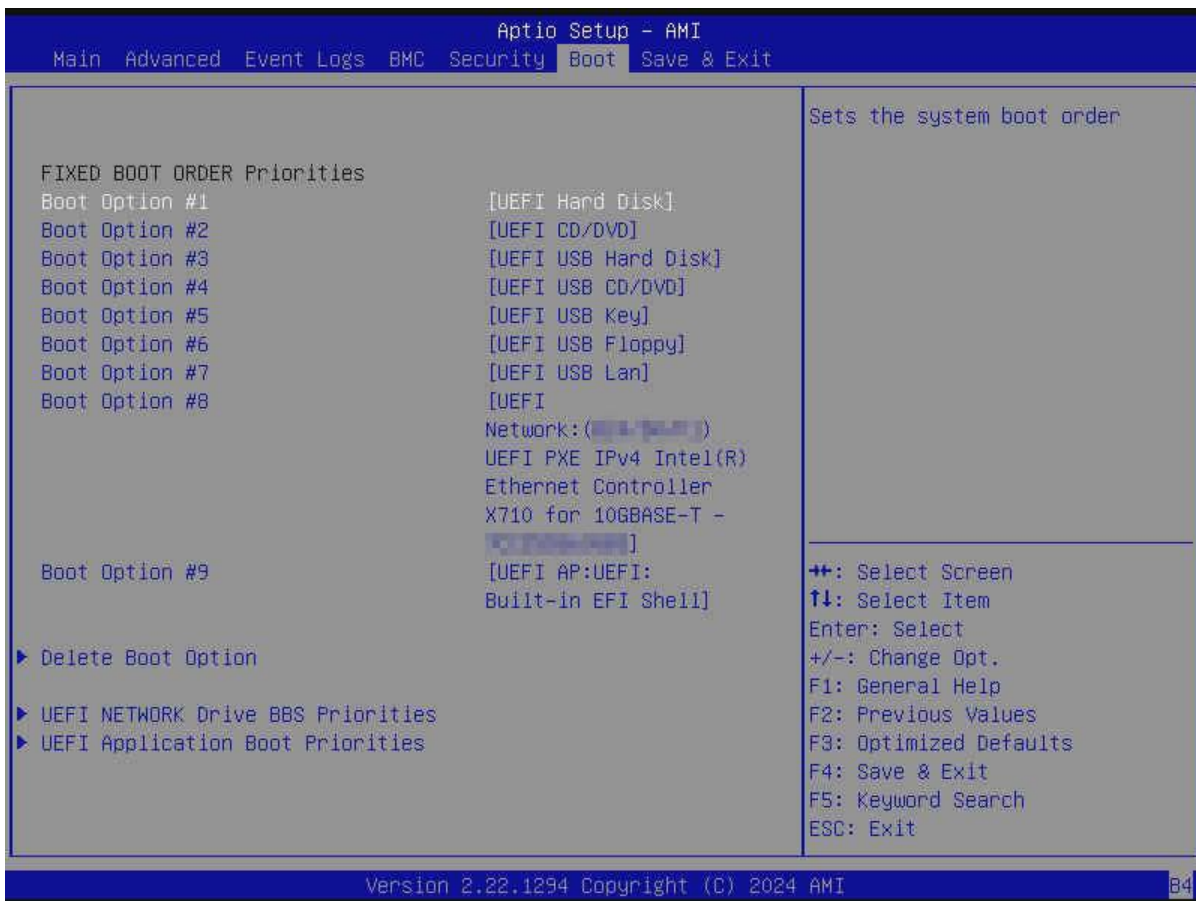 Aptio Setup - AMI
Main Advanced Event Logs BMC Security Boot Save & Exit
Sets the system boot order
FIXED BOOT ORDER Priorities
Boot Option #1 [UEFI Hard Disk]
Boot Option #2 [UEFI CD/DVD]
Boot Option #3 [UEFI USB Hard Disk]
Boot Option #4 [UEFI USB CD/DVD]
Boot Option #5 [UEFI USB Key]
Boot Option #6 [UEFI USB Floppy]
Boot Option #7 [UEFI USB Lan]
Boot Option #8 [UEFI
Network:( )
UEFI PXE IPv4 Intel(R)
Ethernet Controller
X710 for 10GBASE-T -
]
Boot Option #9 [UEFI AP:UEFI:
Built-in EFI Shell]
Delete Boot Option
UEFI NETWORK Drive BBS Priorities
UEFI Application Boot Priorities
→←: Select Screen
↑↓: Select Item
Enter: Select
+/-: Change Opt.
F1: General Help
F2: Previous Values
F3: Optimized Defaults
F4: Save & Exit
F5: Keyword Search
ESC: Exit
Version 2.22.1294 Copyright (C) 2024 AMI
B4